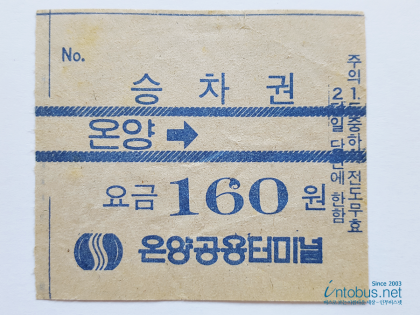 No.
승 차 권
온양 →
요금 160 원
온양공용터미널
주의 1. 도중하차 전도무효
2. 당일 단 한함
Since 2003
intobus.net